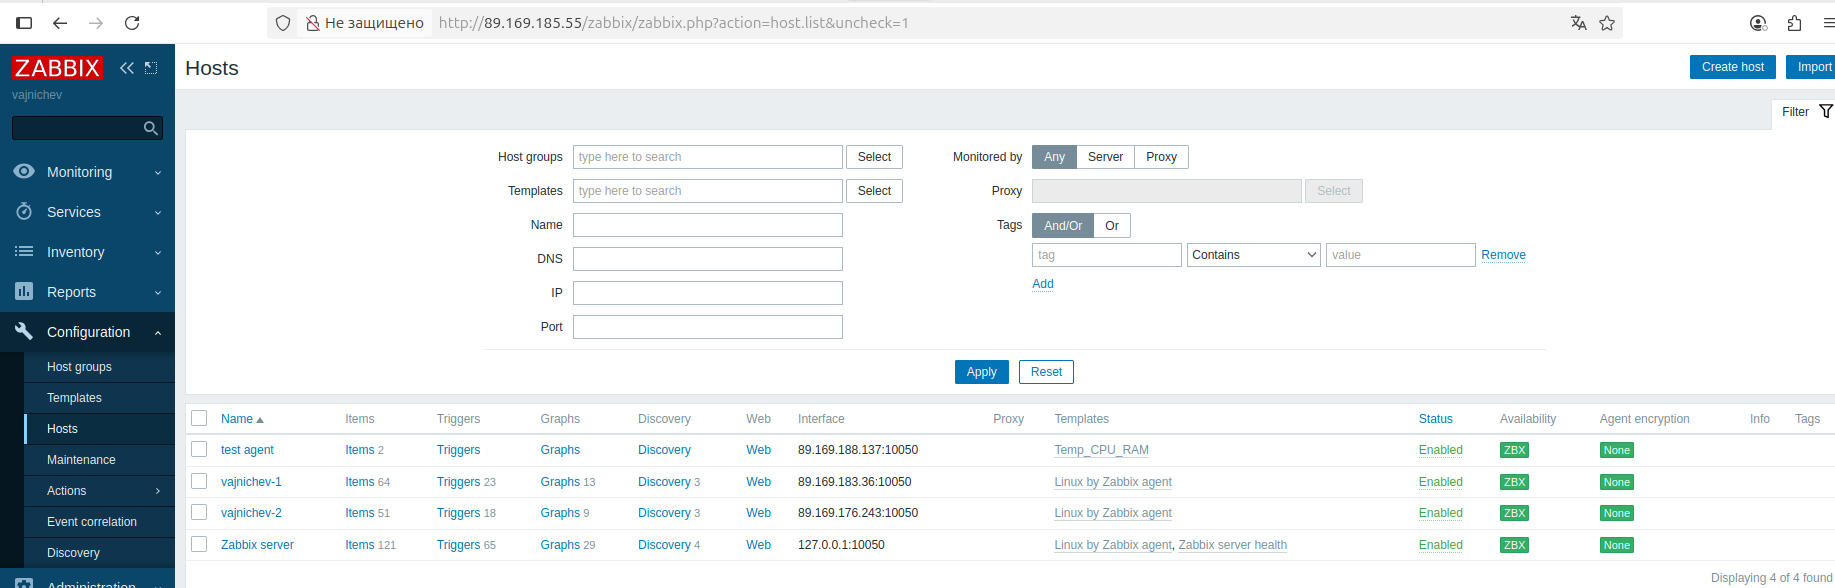 Не защищено http://89.169.185.55/zabbix/zabbix.php?action=host.list&uncheck=1
ZABBIX
vajnichev
Monitoring
Services
Inventory
Reports
Configuration
Host groups
Templates
Hosts
Maintenance
Actions
Event correlation
Discovery
Administration
Hosts
Create host Import
Filter
Host groups type here to search Select
Templates type here to search Select
Name
DNS
IP
Port
Monitored by Any Server Proxy
Proxy Select
Tags And/Or Or
tag Contains value Remove
Add
Apply Reset
Name Items Triggers Graphs Discovery Web Interface Proxy Templates Status Availability Agent encryption Info Tags
test agent Items 2 Triggers Graphs Discovery Web 89.169.188.137:10050 Temp_CPU_RAM Enabled ZBX None
vajnichev-1 Items 64 Triggers 23 Graphs 13 Discovery 3 Web 89.169.183.36:10050 Linux by Zabbix agent Enabled ZBX None
vajnichev-2 Items 51 Triggers 18 Graphs 9 Discovery 3 Web 89.169.176.243:10050 Linux by Zabbix agent Enabled ZBX None
Zabbix server Items 121 Triggers 65 Graphs 29 Discovery 4 Web 127.0.0.1:10050 Linux by Zabbix agent, Zabbix server health Enabled ZBX None
Displaying 4 of 4 found